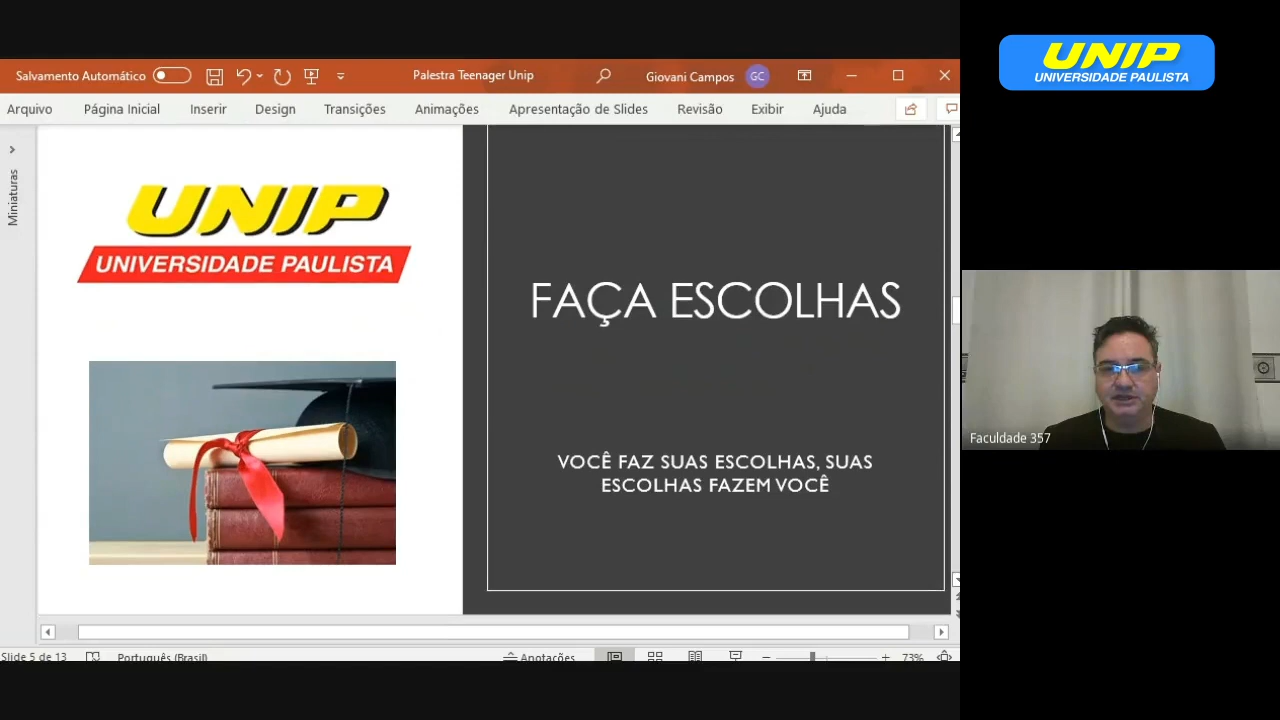 Salvamento Automático
Palestra Teenager Unip
Giovani Campos
GC
Arquivo
Página Inicial
Inserir
Design
Transições
Animações
Apresentação de Slides
Revisão
Exibir
Ajuda
Miniaturas
UNIP
UNIVERSIDADE PAULISTA
FAÇA ESCOLHAS
VOCÊ FAZ SUAS ESCOLHAS, SUAS
ESCOLHAS FAZEM VOCÊ
Slide 5 de 13
Português (Brasil)
Anotações
73%
UNIP
UNIVERSIDADE PAULISTA
Faculdade 357